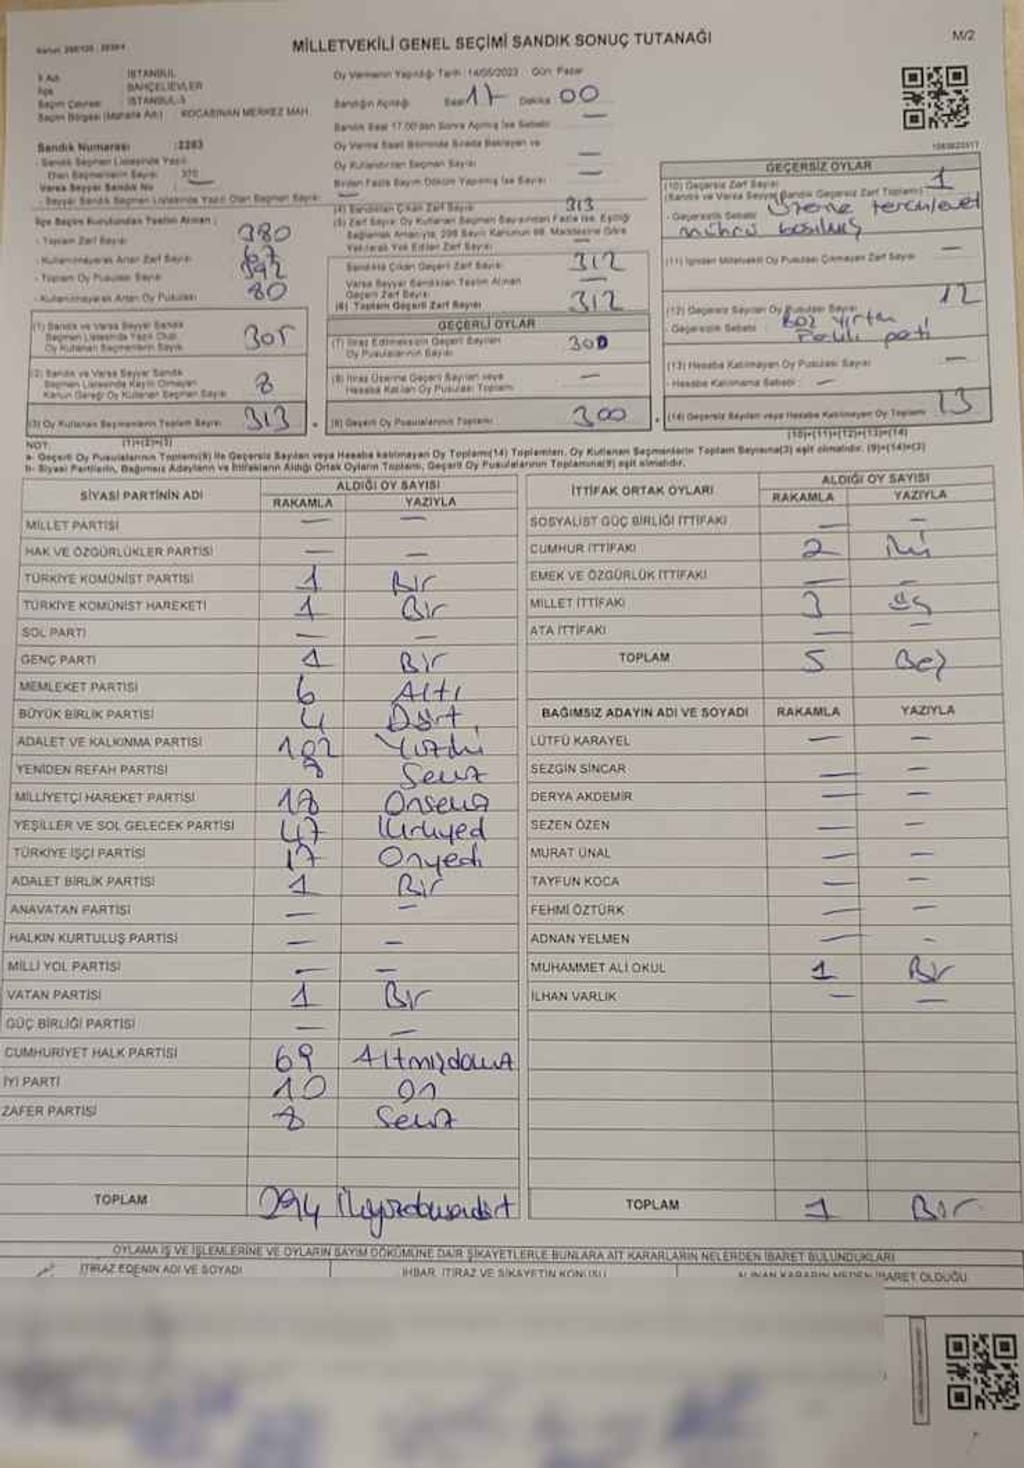 MİLLETVEKİLİ GENEL SEÇİMİ SANDIK SONUÇ TUTANAĞI
M/2
İl Adı : İSTANBUL
İlçe : BAHÇELİEVLER
Seçim Çevresi : İSTANBUL-3
Seçim Bölgesi (Mahalle Adı) : KOCASİNAN MERKEZ MAH.
Oy Vermenin Yapıldığı Tarih : 14/05/2023 Gün: Pazar
Sandığın Açıldığı Saat 17 Dakika 00
Sandık Saat 17.00'den Sonra Açılmış İse Sebebi —
Sandık Numarası :2283
- Sandık Seçmen Listesinde Yazılı
Olan Seçmenlerin Sayısı 370
Varsa Seyyar Sandık No —
İlçe Seçim Kurulundan Teslim Alınan :
- Toplam Zarf Sayısı 380
- Kullanılmayarak Artan Zarf Sayısı 67
- Toplam Oy Pusulası Sayısı
- Kullanılmayarak Artan Oy Pusulası 80
(1) Sandık ve Varsa Seyyar Sandık
Seçmen Listesinde Yazılı Olup
Oy Kullanan Seçmenlerin Sayısı 305
(2) Sandık ve Varsa Seyyar Sandık
Seçmen Listesinde Kayıtlı Olmayan
Kanun Gereği Oy Kullanan Seçmen Sayısı 8
(3) Oy Kullanan Seçmenlerin Toplam Sayısı 313
(1)+(2)=(3)
Oy Verme Saati Bitiminde Sırada Bekleyen ve
Oy Kullandırılan Seçmen Sayısı —
Birden Fazla Sayım Döküm Yapılmış İse Sayısı —
(4) Sandıktan Çıkan Zarf Sayısı 313
(5) Zarf Sayısı Oy Kullanan Seçmen Sayısından Fazla ise, Eşitliği
Sağlamak Amacıyla, 298 Sayılı Kanunun 98. Maddesine Göre
Yakılarak Yok Edilen Zarf Sayısı —
Sandıkta Çıkan Geçerli Zarf Sayısı 312
Varsa Seyyar Sandıktan Teslim Alınan
Geçerli Zarf Sayısı —
(6) Toplam Geçerli Zarf Sayısı 312
GEÇERLİ OYLAR
(7) İtiraz Edilmeksizin Geçerli Sayılan
Oy Pusulalarının Sayısı 300
(8) İtiraz Üzerine Geçerli Sayılan veya
Hesaba Katılan Oy Pusulası Toplamı —
(9) Geçerli Oy Pusulalarının Toplamı 300
GEÇERSİZ OYLAR
(10) Geçersiz Zarf Sayısı 1
(Sandık ve Varsa Seyyar Sandık Geçersiz Zarf Toplamı)
- Geçersizlik Sebebi Üzerine tercih/evet
mührü basılmış
(11) İçinden Milletvekili Oy Pusulası Çıkmayan Zarf Sayısı —
(12) Geçersiz Sayılan Oy Pusulası Sayısı 12
- Geçersizlik Sebebi : Boş yırtık
parti
(13) Hesaba Katılmayan Oy Pusulası Sayısı —
- Hesaba Katılmama Sebebi : —
(14) Geçersiz Sayılan veya Hesaba Katılmayan Oy Toplamı 13
(10)+(11)+(12)+(13)=(14)
NOT:
a- Geçerli Oy Pusulalarının Toplamı(9) ile Geçersiz Sayılan veya Hesaba katılmayan Oy Toplamı(14) Toplamları, Oy Kullanan Seçmenlerin Toplam Sayısına(3) eşit olmalıdır. (9)+(14)=(3)
b- Siyasi Partilerin, Bağımsız Adayların ve İttifakların Aldığı Ortak Oyların Toplamı, Geçerli Oy Pusulalarının Toplamına(9) eşit olmalıdır.
SİYASİ PARTİNİN ADI ALDIĞI OY SAYISI
RAKAMLA YAZIYLA
MİLLET PARTİSİ — —
HAK VE ÖZGÜRLÜKLER PARTİSİ — —
TÜRKİYE KOMÜNİST PARTİSİ 1 Bir
TÜRKİYE KOMÜNİST HAREKETİ 1 Bir
SOL PARTİ — —
GENÇ PARTİ 1 Bir
MEMLEKET PARTİSİ 6 Altı
BÜYÜK BİRLİK PARTİSİ 4 Dört
ADALET VE KALKINMA PARTİSİ 102 Yüziki
YENİDEN REFAH PARTİSİ 8 Sekiz
MİLLİYETÇİ HAREKET PARTİSİ 18 Onsekiz
YEŞİLLER VE SOL GELECEK PARTİSİ 47 Kırkyed
TÜRKİYE İŞÇİ PARTİSİ 17 Onyedi
ADALET BİRLİK PARTİSİ 1 Bir
ANAVATAN PARTİSİ — —
HALKIN KURTULUŞ PARTİSİ — —
MİLLİ YOL PARTİSİ — —
VATAN PARTİSİ 1 Bir
GÜÇ BİRLİĞİ PARTİSİ — —
CUMHURİYET HALK PARTİSİ 69 Altmışdokuz
İYİ PARTİ 10 On
ZAFER PARTİSİ 8 Sekiz
TOPLAM 294 İkiyüzdoksandört
İTTİFAK ORTAK OYLARI ALDIĞI OY SAYISI
RAKAMLA YAZIYLA
SOSYALİST GÜÇ BİRLİĞİ İTTİFAKI — —
CUMHUR İTTİFAKI 2 iki
EMEK VE ÖZGÜRLÜK İTTİFAKI — —
MİLLET İTTİFAKI 3 üç
ATA İTTİFAKI — —
TOPLAM 5 Beş
BAĞIMSIZ ADAYIN ADI VE SOYADI RAKAMLA YAZIYLA
LÜTFÜ KARAYEL — —
SEZGİN SİNCAR — —
DERYA AKDEMİR — —
SEZEN ÖZEN — —
MURAT ÜNAL — —
TAYFUN KOCA — —
FEHMİ ÖZTÜRK — —
ADNAN YELMEN — —
MUHAMMET ALİ OKUL 1 Bir
İLHAN VARLIK — —
TOPLAM 1 Bir
OYLAMA İŞ VE İŞLEMLERİNE VE OYLARIN SAYIM DÖKÜMÜNE DAİR ŞİKAYETLERLE BUNLARA AİT KARARLARIN NELERDEN İBARET BULUNDUKLARI
İTİRAZ EDENİN ADI VE SOYADI
İHBAR, İTİRAZ VE ŞİKAYETİN KONUSU
ALINAN KARARIN NEDEN İBARET OLDUĞU